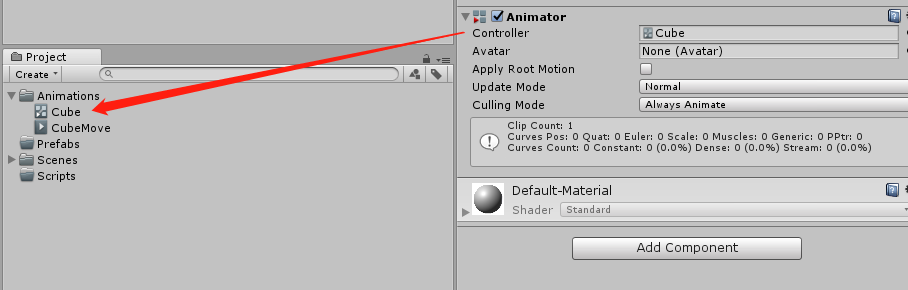 Project
Create
Animations
Cube
CubeMove
Prefabs
Scenes
Scripts
Animator
Controller
Cube
Avatar
None (Avatar)
Apply Root Motion
Update Mode
Normal
Culling Mode
Always Animate
Clip Count: 1
Curves Pos: 0 Quat: 0 Euler: 0 Scale: 0 Muscles: 0 Generic: 0 PPtr: 0
Curves Count: 0 Constant: 0 (0.0%) Dense: 0 (0.0%) Stream: 0 (0.0%)
Default-Material
Shader
Standard
Add Component